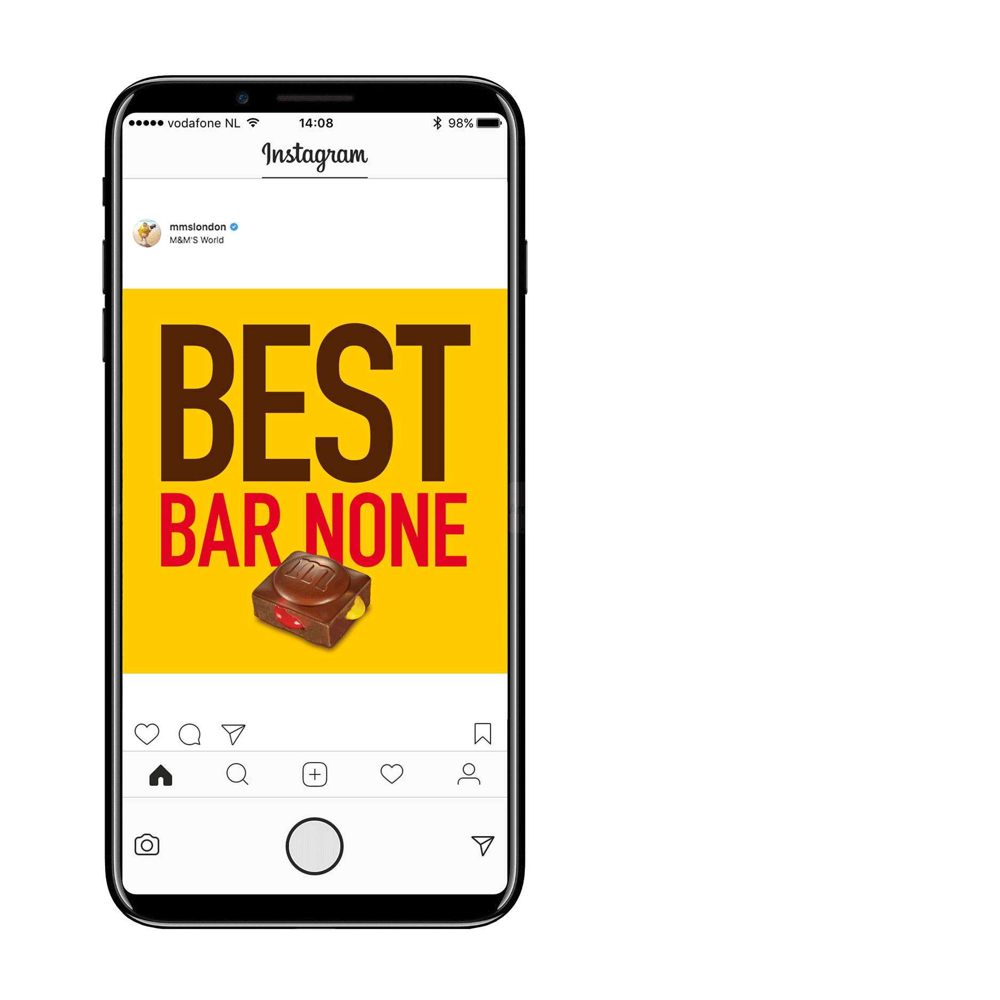 vodafone NL 14:08 98%
Instagram
mmslondon
M&M'S World
BEST
BAR NONE
m